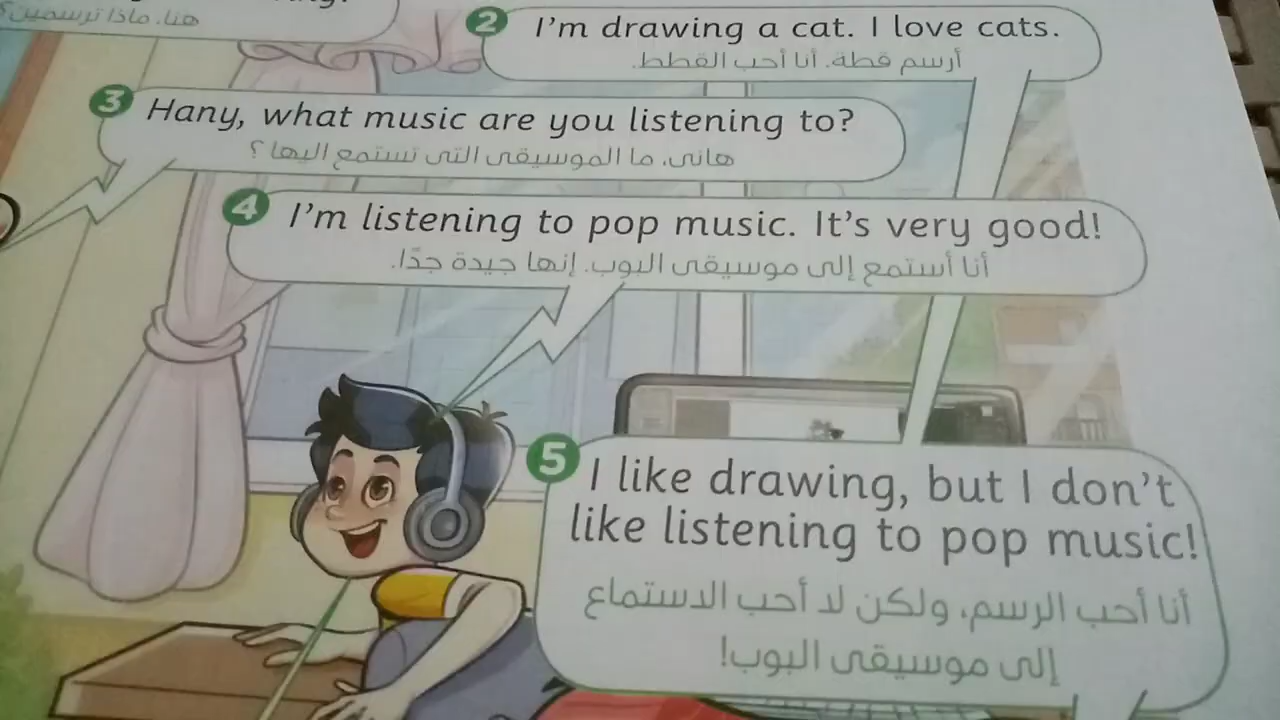 هنا، ماذا ترسمين؟
2 I'm drawing a cat. I love cats.
أرسم قطة. أنا أحب القطط.
3 Hany, what music are you listening to?
هانى، ما الموسيقى التى تستمع اليها ؟
4 I'm listening to pop music. It's very good!
أنا أستمع إلى موسيقى البوب. إنها جيدة جدًا.
5 I like drawing, but I don't
like listening to pop music!
أنا أحب الرسم، ولكن لا أحب الاستماع
إلى موسيقى البوب!